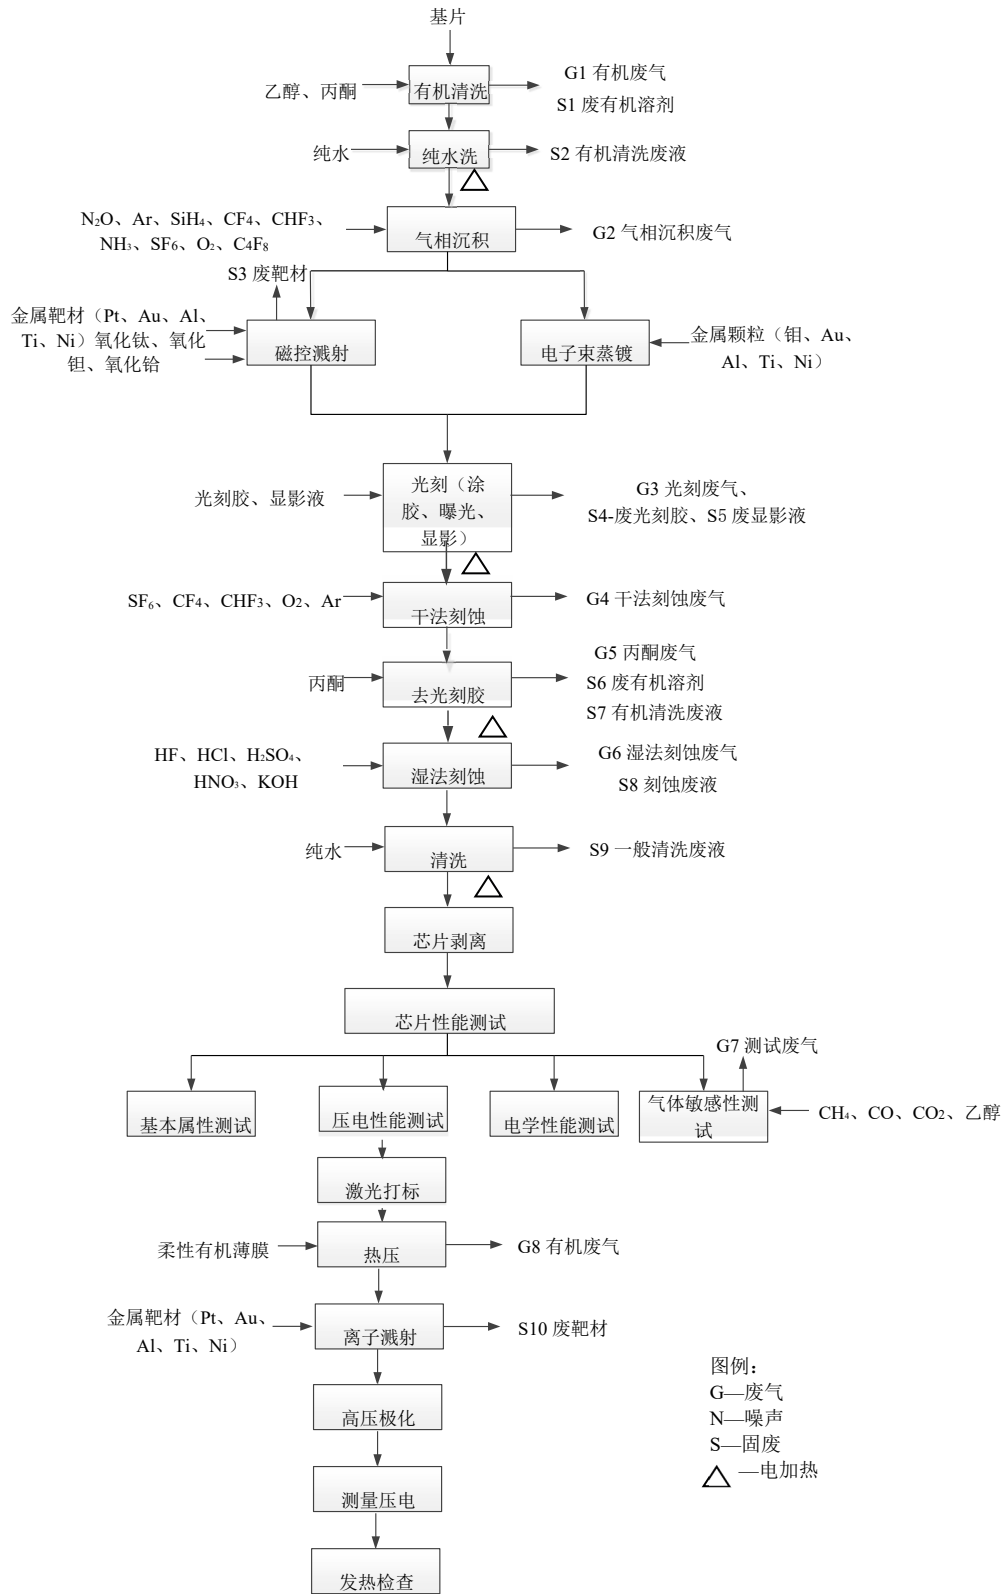 基片
乙醇、丙酮
有机清洗
G1 有机废气
S1 废有机溶剂
纯水
纯水洗
S2 有机清洗废液
N₂O、Ar、SiH₄、CF₄、CHF₃、
NH₃、SF₆、O₂、C₄F₈
气相沉积
G2 气相沉积废气
S3 废靶材
金属靶材（Pt、Au、Al、
Ti、Ni）氧化钛、氧化
钽、氧化铪
磁控溅射
电子束蒸镀
金属颗粒（钼、Au、
Al、Ti、Ni）
光刻胶、显影液
光刻（涂
胶、曝光、
显影）
G3 光刻废气、
S4-废光刻胶、S5 废显影液
SF₆、CF₄、CHF₃、O₂、Ar
干法刻蚀
G4 干法刻蚀废气
丙酮
去光刻胶
G5 丙酮废气
S6 废有机溶剂
S7 有机清洗废液
HF、HCl、H₂SO₄、
HNO₃、KOH
湿法刻蚀
G6 湿法刻蚀废气
S8 刻蚀废液
纯水
清洗
S9 一般清洗废液
芯片剥离
芯片性能测试
G7 测试废气
基本属性测试
压电性能测试
电学性能测试
气体敏感性测
试
CH₄、CO、CO₂、乙醇
激光打标
柔性有机薄膜
热压
G8 有机废气
金属靶材（Pt、Au、
Al、Ti、Ni）
离子溅射
S10 废靶材
高压极化
测量压电
发热检查
图例：
G—废气
N—噪声
S—固废
—电加热